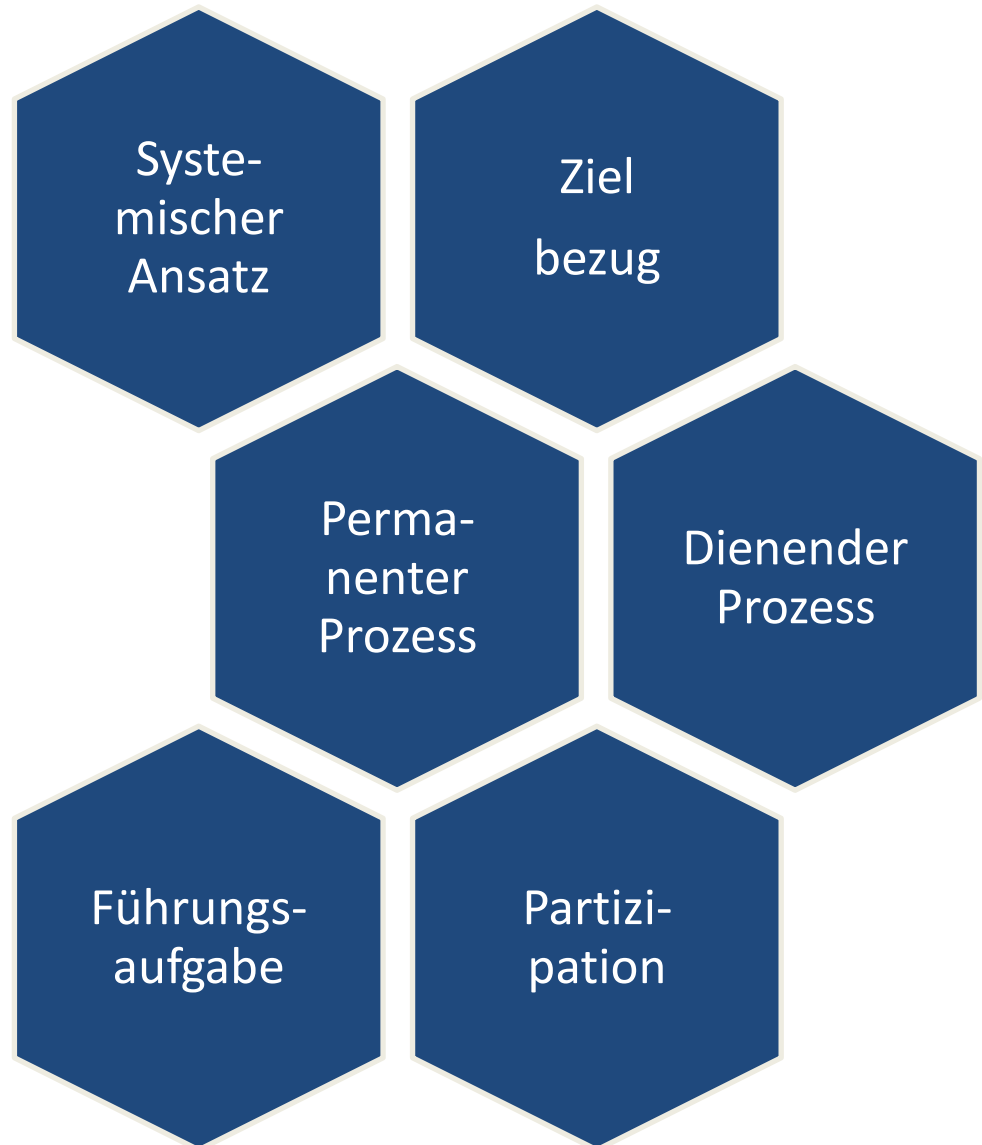 Syste-
mischer
Ansatz
Ziel
bezug
Perma-
nenter
Prozess
Dienender
Prozess
Führungs-
aufgabe
Partizi-
pation